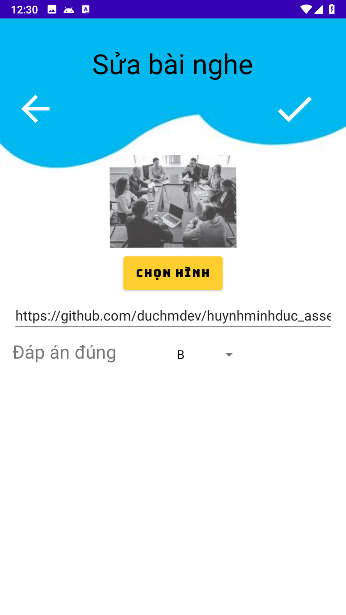 12:30
Sửa bài nghe
CHỌN HÌNH
https://github.com/duchmdev/huynhminhduc_asse
Đáp án đúng
B